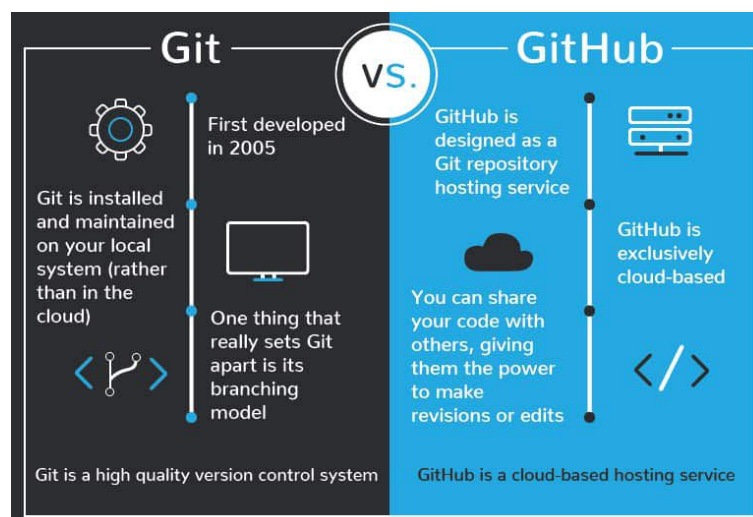 Git
vs.
GitHub
First developed
in 2005
Git is installed
and maintained
on your local
system (rather
than in the
cloud)
One thing that
really sets Git
apart is its
branching
model
Git is a high quality version control system
GitHub is
designed as a
Git repository
hosting service
GitHub is
exclusively
cloud-based
You can share
your code with
others, giving
them the power
to make
revisions or edits
GitHub is a cloud-based hosting service